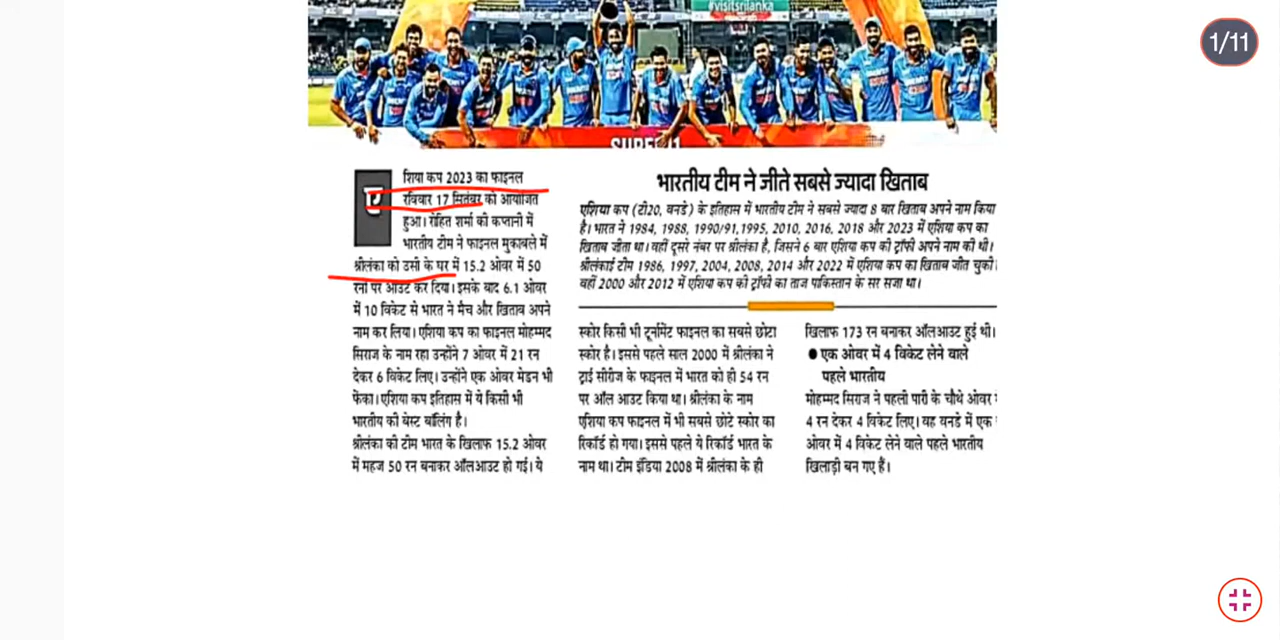 #visitsrilanka
1/11
SUPER11
एशिया कप 2023 का फाइनल
रविवार 17 सितंबर को आयोजित
हुआ। रोहित शर्मा की कप्तानी में
भारतीय टीम ने फाइनल मुकाबले में
श्रीलंका को उसी के घर में 15.2 ओवर में 50
रनों पर आउट कर दिया। इसके बाद 6.1 ओवर
में 10 विकेट से भारत ने मैच और खिताब अपने
नाम कर लिया। एशिया कप का फाइनल मोहम्मद
सिराज के नाम रहा उन्होंने 7 ओवर में 21 रन
देकर 6 विकेट लिए। उन्होंने एक ओवर मेडन भी
फेंका। एशिया कप इतिहास में ये किसी भी
भारतीय की बेस्ट बॉलिंग है।
श्रीलंका की टीम भारत के खिलाफ 15.2 ओवर
में महज 50 रन बनाकर ऑलआउट हो गई। ये
भारतीय टीम ने जीते सबसे ज्यादा खिताब
एशिया कप (टी20, वनडे) के इतिहास में भारतीय टीम ने सबसे ज्यादा 8 बार खिताब अपने नाम किया
है। भारत ने 1984, 1988, 1990/91,1995, 2010, 2016, 2018 और 2023 में एशिया कप का
खिताब जीता था। वहीं दूसरे नंबर पर श्रीलंका है, जिसने 6 बार एशिया कप की ट्रॉफी अपने नाम की थी।
श्रीलंकाई टीम 1986, 1997, 2004, 2008, 2014 और 2022 में एशिया कप का खिताब जीत चुकी।
वहीं 2000 और 2012 में एशिया कप की ट्रॉफी का ताज पाकिस्तान के सर सजा था।
स्कोर किसी भी टूर्नामेंट फाइनल का सबसे छोटा
स्कोर है। इससे पहले साल 2000 में श्रीलंका ने
ट्राई सीरीज के फाइनल में भारत को ही 54 रन
पर ऑल आउट किया था। श्रीलंका के नाम
एशिया कप फाइनल में भी सबसे छोटे स्कोर का
रिकॉर्ड हो गया। इससे पहले ये रिकॉर्ड भारत के
नाम था। टीम इंडिया 2008 में श्रीलंका के ही
खिलाफ 173 रन बनाकर ऑलआउट हुई थी।
● एक ओवर में 4 विकेट लेने वाले
पहले भारतीय
मोहम्मद सिराज ने पहली पारी के चौथे ओवर में
4 रन देकर 4 विकेट लिए। वह वनडे में एक
ओवर में 4 विकेट लेने वाले पहले भारतीय
खिलाड़ी बन गए हैं।